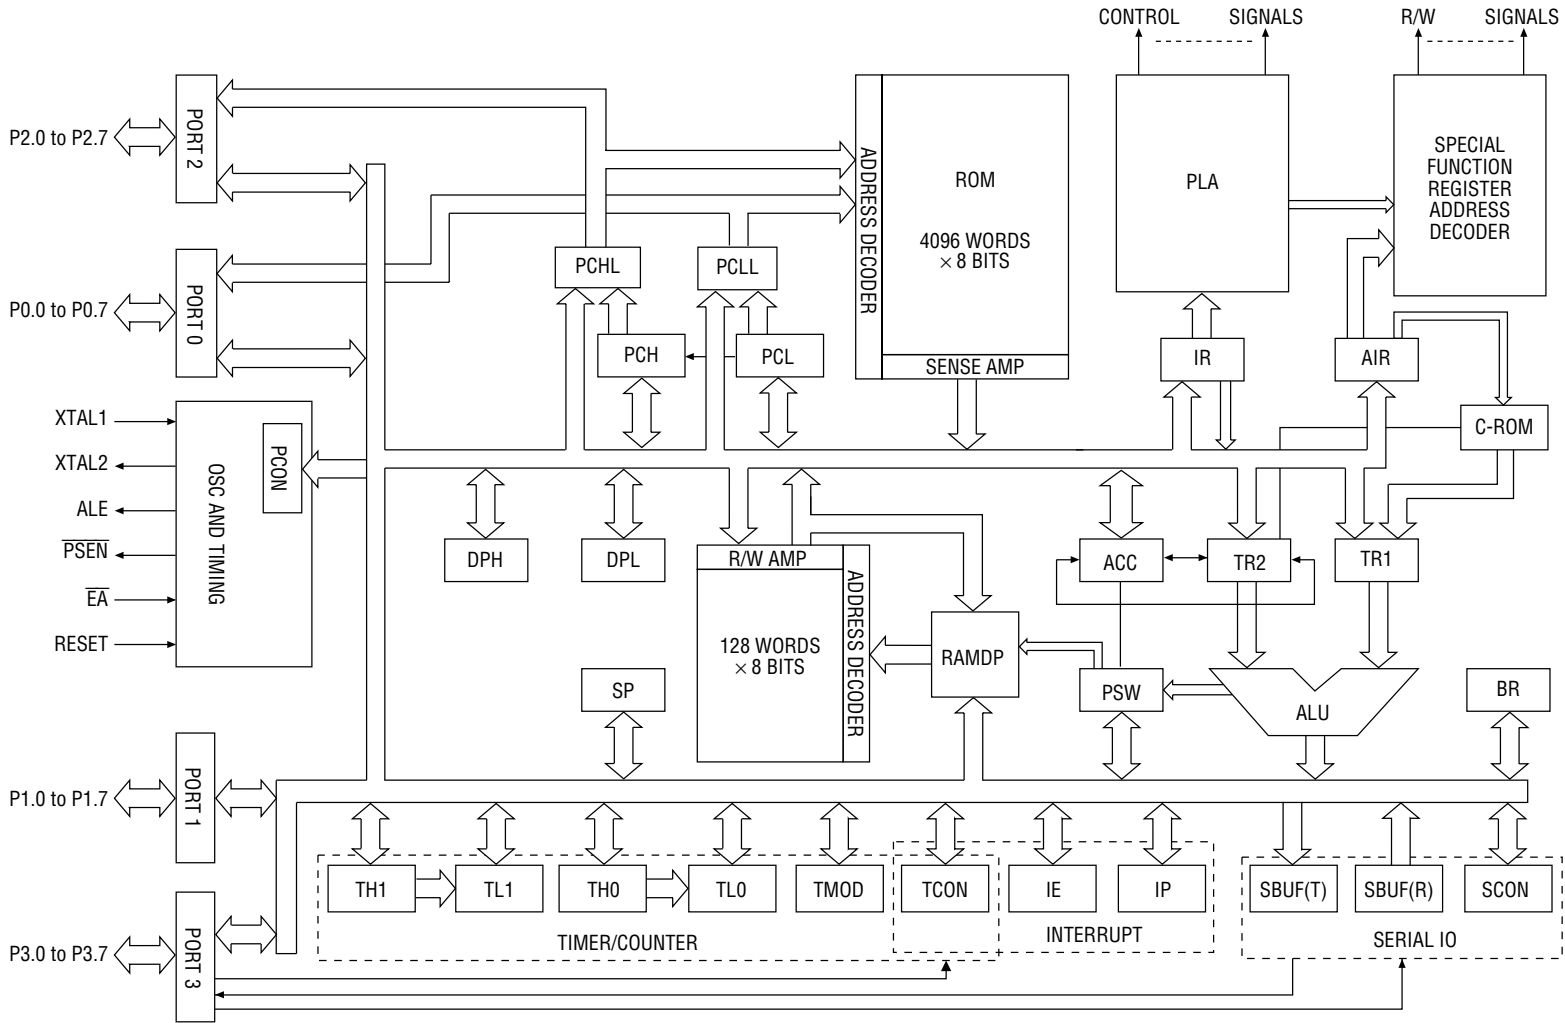 CONTROL
SIGNALS
R/W
SIGNALS
P2.0 to P2.7
PORT 2
ADDRESS DECODER
ROM
4096 WORDS
× 8 BITS
SENSE AMP
PLA
SPECIAL
FUNCTION
REGISTER
ADDRESS
DECODER
P0.0 to P0.7
PORT 0
PCHL
PCLL
PCH
PCL
IR
AIR
C-ROM
XTAL1
XTAL2
ALE
PSEN
EA
RESET
OSC AND TIMING
PCON
DPH
DPL
R/W AMP
128 WORDS
× 8 BITS
ADDRESS DECODER
RAMDP
ACC
TR2
TR1
SP
PSW
ALU
BR
P1.0 to P1.7
PORT 1
TH1
TL1
TH0
TL0
TMOD
TCON
IE
IP
SBUF(T)
SBUF(R)
SCON
TIMER/COUNTER
INTERRUPT
SERIAL IO
P3.0 to P3.7
PORT 3